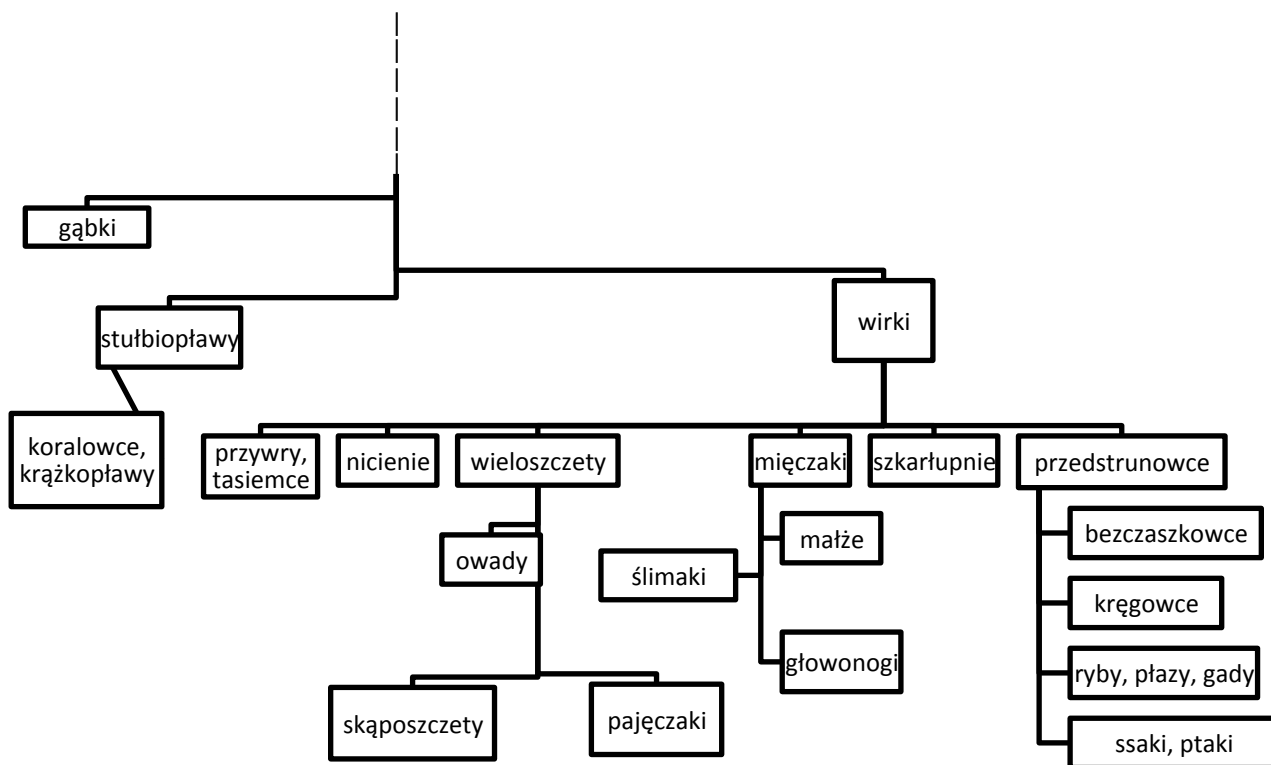 gąbki
stułbiopławy
wirki
koralowce,
krążkopławy
przywry,
tasiemce
nicienie
wieloszczety
mięczaki
szkarłupnie
przedstrunowce
owady
ślimaki
małże
bezczaszkowce
kręgowce
głowonogi
ryby, płazy, gady
skąposzczety
pajęczaki
ssaki, ptaki